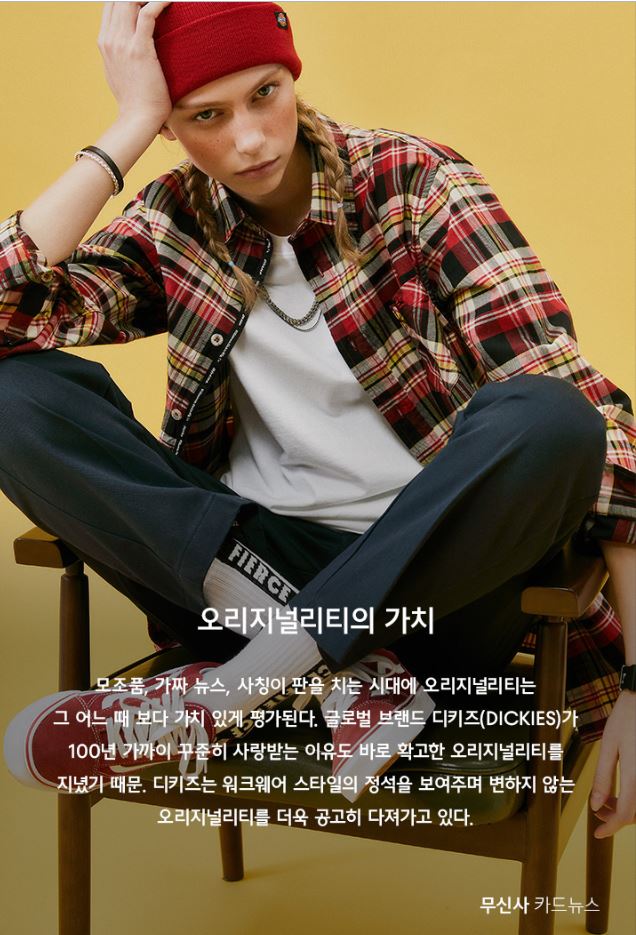 FIERCE
오리지널리티의 가치
모조품, 가짜 뉴스, 사칭이 판을 치는 시대에 오리지널리티는
그 어느 때 보다 가치 있게 평가된다. 글로벌 브랜드 디키즈(DICKIES)가
100년 가까이 꾸준히 사랑받는 이유도 바로 확고한 오리지널리티를
지녔기 때문. 디키즈는 워크웨어 스타일의 정석을 보여주며 변하지 않는
오리지널리티를 더욱 공고히 다져가고 있다.
무신사 카드뉴스